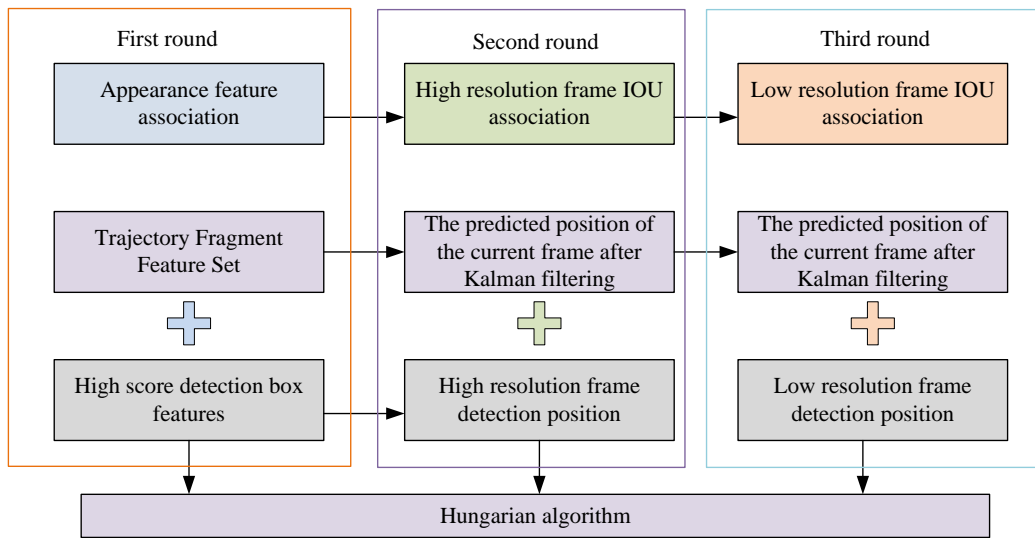 First round
Appearance feature
association
Trajectory Fragment
Feature Set
High score detection box
features
Second round
High resolution frame IOU
association
The predicted position of
the current frame after
Kalman filtering
High resolution frame
detection position
Third round
Low resolution frame IOU
association
The predicted position of
the current frame after
Kalman filtering
Low resolution frame
detection position
Hungarian algorithm